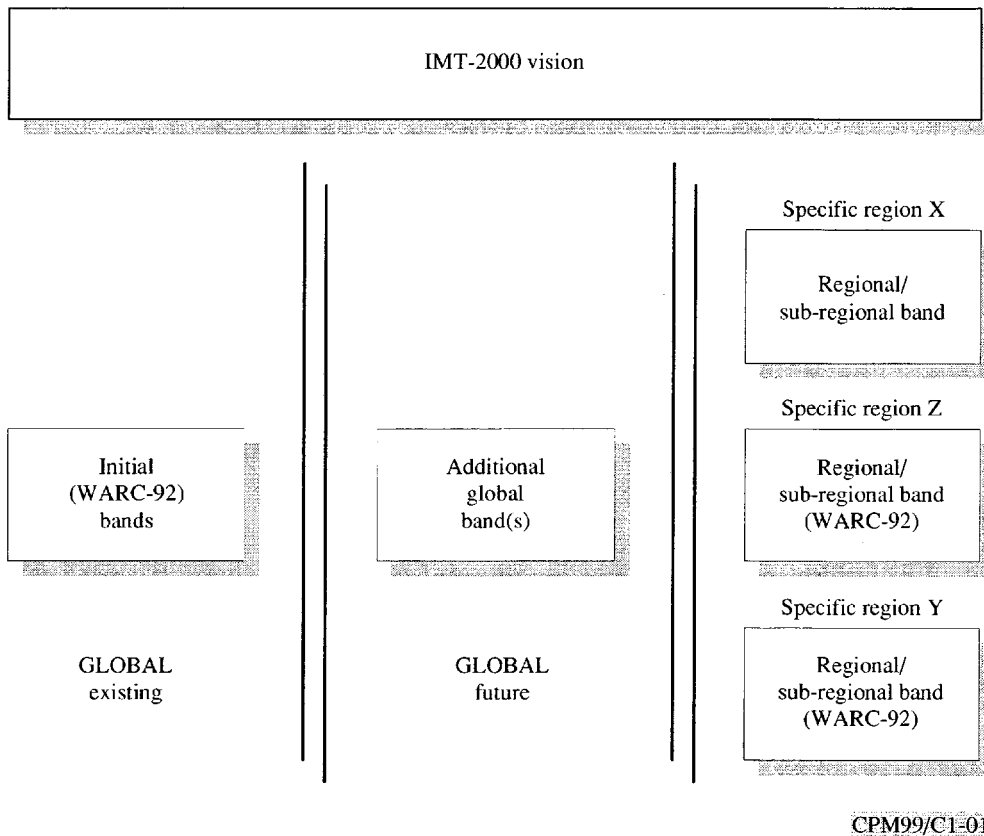 IMT-2000 vision
Initial
(WARC-92)
bands
GLOBAL
existing
Additional
global
band(s)
GLOBAL
future
Specific region X
Regional/
sub-regional band
Specific region Z
Regional/
sub-regional band
(WARC-92)
Specific region Y
Regional/
sub-regional band
(WARC-92)
CPM99/C1-01